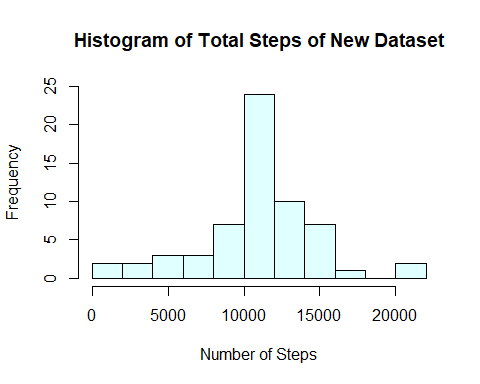 Histogram of Total Steps of New Dataset
Frequency
25
20
15
10
5
0
0 5000 10000 15000 20000
Number of Steps